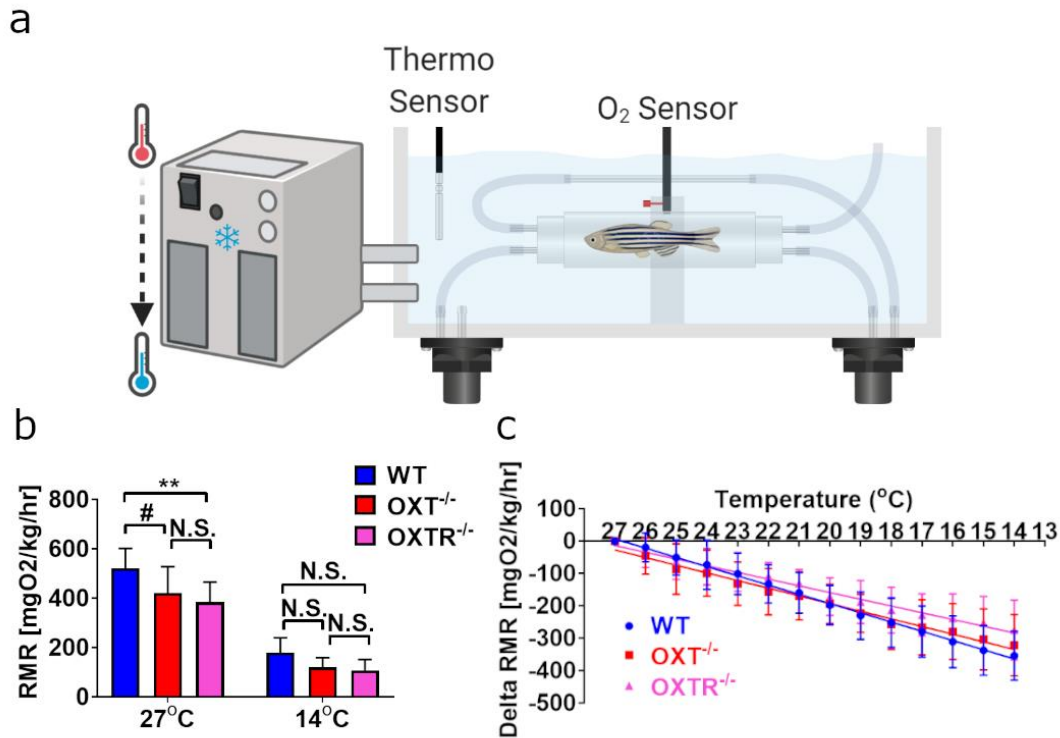 a
Thermo
Sensor
O₂ Sensor
b
RMR [mgO2/kg/hr]
800
600
400
200
0
**
#
N.S.
N.S.
N.S.
N.S.
27°C
14°C
WT
OXT-/-
OXTR-/-
c
Temperature (°C)
Delta RMR [mgO2/kg/hr]
100
0
-100
-200
-300
-400
-500
27 26 25 24 23 22 21 20 19 18 17 16 15 14 13
WT
OXT-/-
OXTR-/-